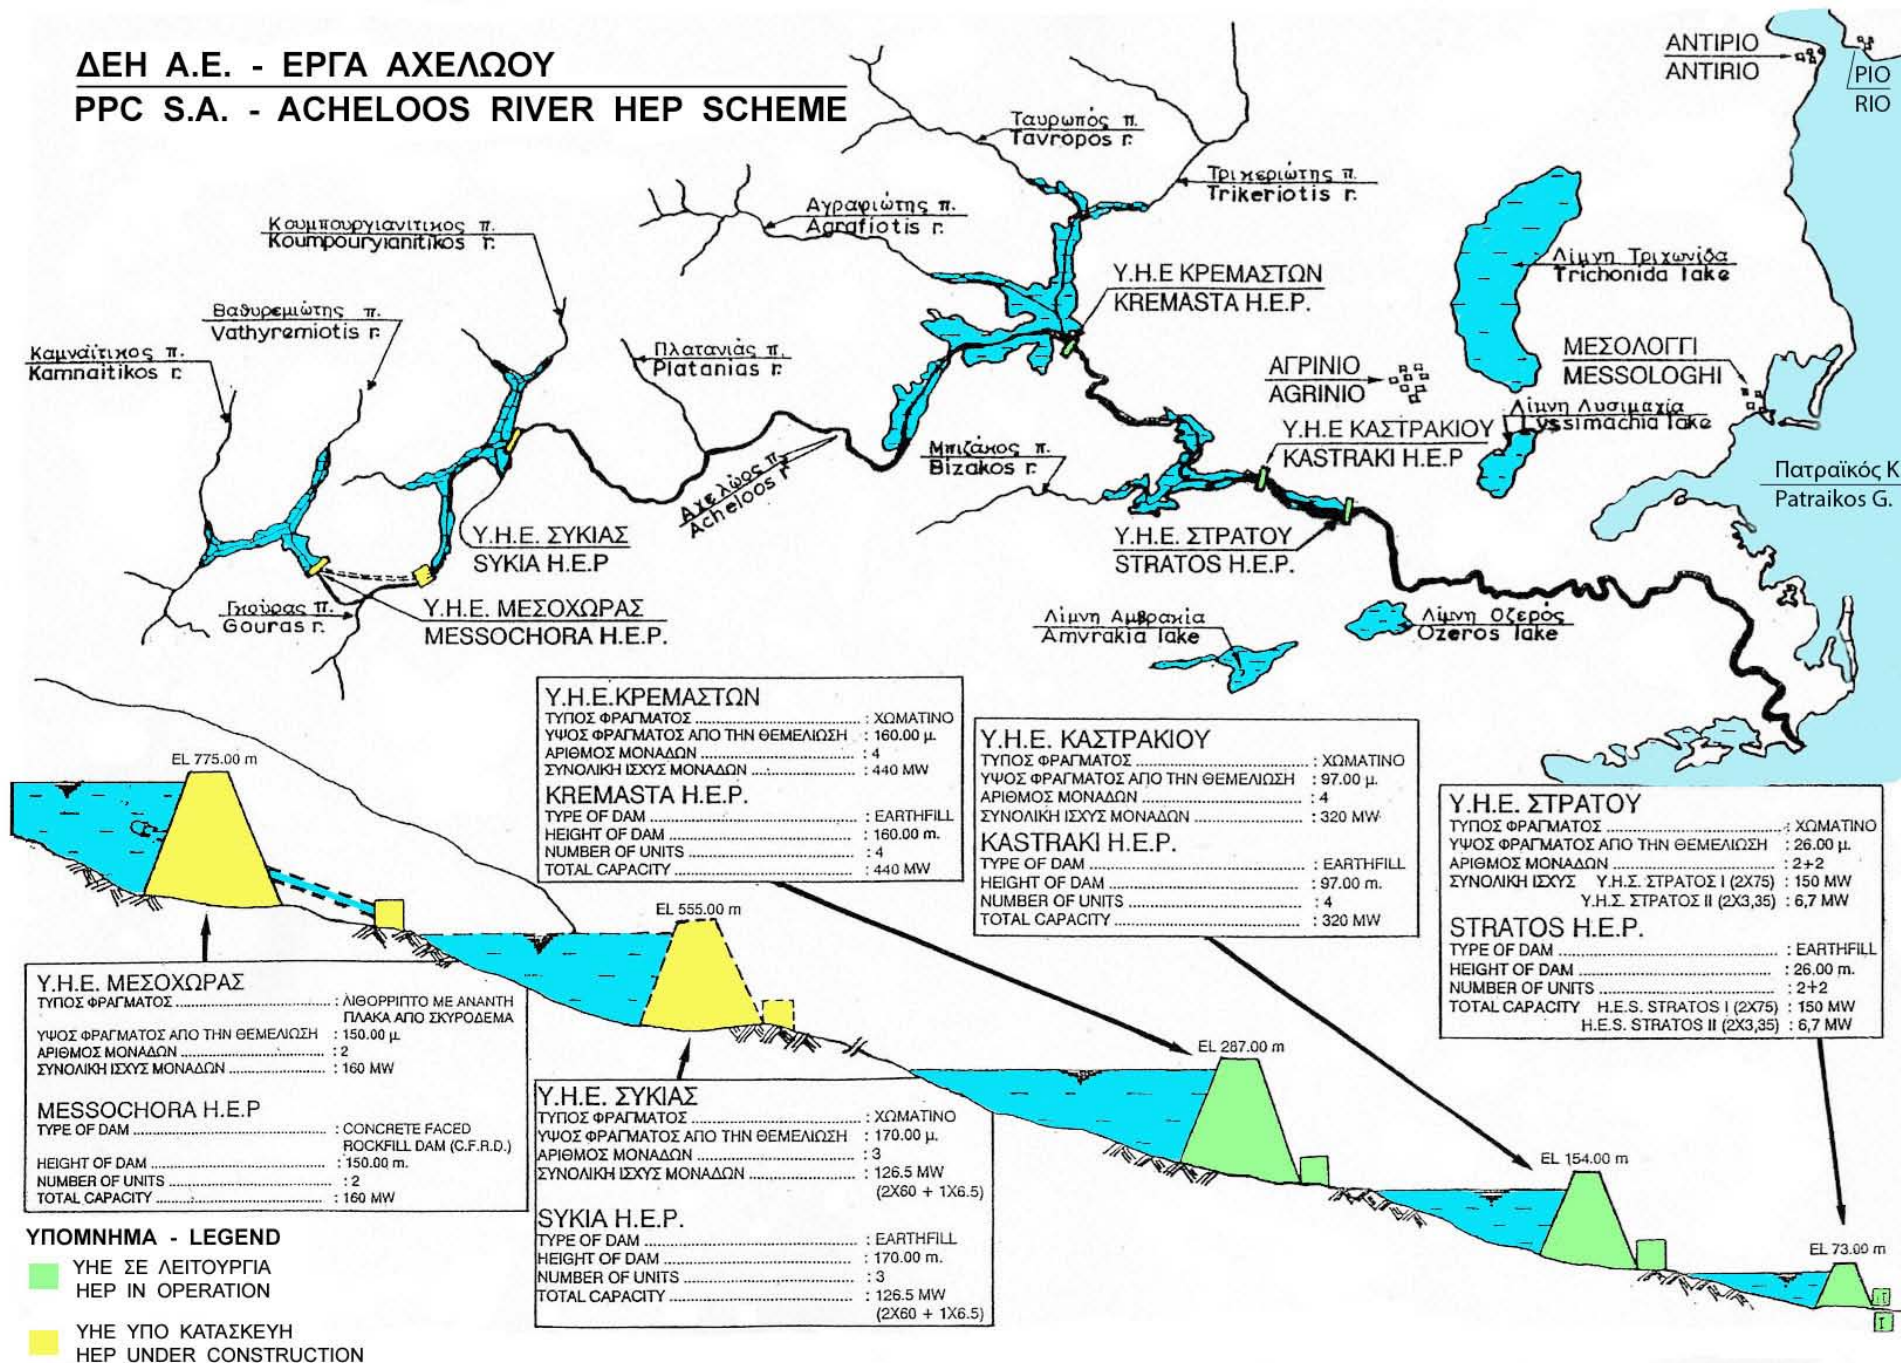 ΔΕΗ Α.Ε. - ΕΡΓΑ ΑΧΕΛΩΟΥ
PPC S.A. - ACHELOOS RIVER HEP SCHEME
ΑΝΤΙΡΙΟ
ANTIRIO
ΡΙΟ
RIO
Ταυρωπός π.
Tavropos r.
Τρικεριώτης π.
Trikeriotis r.
Αγραφιώτης π.
Agrafiotis r.
Κουμπουργιανίτικος π.
Koumpouryianitikos r.
Βαθυρεμιώτης π.
Vathyremiotis r.
Καμναϊτικος π.
Kamnaitikos r.
Πλατανιάς π.
Platanias r.
Υ.Η.Ε ΚΡΕΜΑΣΤΩΝ
KREMASTA H.E.P.
Λίμνη Τριχωνίδα
Trichonida lake
ΑΓΡΙΝΙΟ
AGRINIO
ΜΕΣΟΛΟΓΓΙ
MESSOLOGHI
Λίμνη Λυσιμαχία
Lyssimachia lake
Υ.Η.Ε ΚΑΣΤΡΑΚΙΟΥ
KASTRAKI H.E.P
Μπιζάκος π.
Bizakos r.
Αχελώος π.
Acheloos r.
Πατραϊκός Κ
Patraikos G.
Υ.Η.Ε. ΣΥΚΙΑΣ
SYKIA H.E.P
Υ.Η.Ε. ΣΤΡΑΤΟΥ
STRATOS H.E.P.
Γκούρας π.
Gouras r.
Υ.Η.Ε. ΜΕΣΟΧΩΡΑΣ
MESSOCHORA H.E.P.
Λίμνη Αμβρακία
Amvrakia lake
Λίμνη Οζερός
Ozeros lake
EL 775.00 m
Υ.Η.Ε.ΚΡΕΜΑΣΤΩΝ
ΤΥΠΟΣ ΦΡΑΓΜΑΤΟΣ : ΧΩΜΑΤΙΝΟ
ΥΨΟΣ ΦΡΑΓΜΑΤΟΣ ΑΠΟ ΤΗΝ ΘΕΜΕΛΙΩΣΗ : 160.00 μ.
ΑΡΙΘΜΟΣ ΜΟΝΑΔΩΝ : 4
ΣΥΝΟΛΙΚΗ ΙΣΧΥΣ ΜΟΝΑΔΩΝ : 440 MW
KREMASTA H.E.P.
TYPE OF DAM : EARTHFILL
HEIGHT OF DAM : 160.00 m.
NUMBER OF UNITS : 4
TOTAL CAPACITY : 440 MW
Υ.Η.Ε. ΚΑΣΤΡΑΚΙΟΥ
ΤΥΠΟΣ ΦΡΑΓΜΑΤΟΣ : ΧΩΜΑΤΙΝΟ
ΥΨΟΣ ΦΡΑΓΜΑΤΟΣ ΑΠΟ ΤΗΝ ΘΕΜΕΛΙΩΣΗ : 97.00 μ.
ΑΡΙΘΜΟΣ ΜΟΝΑΔΩΝ : 4
ΣΥΝΟΛΙΚΗ ΙΣΧΥΣ ΜΟΝΑΔΩΝ : 320 MW
KASTRAKI H.E.P.
TYPE OF DAM : EARTHFILL
HEIGHT OF DAM : 97.00 m.
NUMBER OF UNITS : 4
TOTAL CAPACITY : 320 MW
Υ.Η.Ε. ΣΤΡΑΤΟΥ
ΤΥΠΟΣ ΦΡΑΓΜΑΤΟΣ : ΧΩΜΑΤΙΝΟ
ΥΨΟΣ ΦΡΑΓΜΑΤΟΣ ΑΠΟ ΤΗΝ ΘΕΜΕΛΙΩΣΗ : 26.00 μ.
ΑΡΙΘΜΟΣ ΜΟΝΑΔΩΝ : 2+2
ΣΥΝΟΛΙΚΗ ΙΣΧΥΣ Υ.Η.Σ. ΣΤΡΑΤΟΣ I (2X75) : 150 MW
Υ.Η.Σ. ΣΤΡΑΤΟΣ II (2X3,35) : 6,7 MW
STRATOS H.E.P.
TYPE OF DAM : EARTHFILL
HEIGHT OF DAM : 26.00 m.
NUMBER OF UNITS : 2+2
TOTAL CAPACITY H.E.S. STRATOS I (2X75) : 150 MW
H.E.S. STRATOS II (2X3,35) : 6,7 MW
EL 555.00 m
Υ.Η.Ε. ΜΕΣΟΧΩΡΑΣ
ΤΥΠΟΣ ΦΡΑΓΜΑΤΟΣ : ΛΙΘΟΡΡΙΠΤΟ ΜΕ ΑΝΑΝΤΗ
ΠΛΑΚΑ ΑΠΟ ΣΚΥΡΟΔΕΜΑ
ΥΨΟΣ ΦΡΑΓΜΑΤΟΣ ΑΠΟ ΤΗΝ ΘΕΜΕΛΙΩΣΗ : 150.00 μ.
ΑΡΙΘΜΟΣ ΜΟΝΑΔΩΝ : 2
ΣΥΝΟΛΙΚΗ ΙΣΧΥΣ ΜΟΝΑΔΩΝ : 160 MW
MESSOCHORA H.E.P
TYPE OF DAM : CONCRETE FACED
ROCKFILL DAM (C.F.R.D.)
HEIGHT OF DAM : 150.00 m.
NUMBER OF UNITS : 2
TOTAL CAPACITY : 160 MW
Υ.Η.Ε. ΣΥΚΙΑΣ
ΤΥΠΟΣ ΦΡΑΓΜΑΤΟΣ : ΧΩΜΑΤΙΝΟ
ΥΨΟΣ ΦΡΑΓΜΑΤΟΣ ΑΠΟ ΤΗΝ ΘΕΜΕΛΙΩΣΗ : 170.00 μ.
ΑΡΙΘΜΟΣ ΜΟΝΑΔΩΝ : 3
ΣΥΝΟΛΙΚΗ ΙΣΧΥΣ ΜΟΝΑΔΩΝ : 126.5 MW
(2X60 + 1X6.5)
SYKIA H.E.P.
TYPE OF DAM : EARTHFILL
HEIGHT OF DAM : 170.00 m.
NUMBER OF UNITS : 3
TOTAL CAPACITY : 126.5 MW
(2X60 + 1X6.5)
EL 287.00 m
EL 154.00 m
EL 73.00 m
II
I
ΥΠΟΜΝΗΜΑ - LEGEND
ΥΗΕ ΣΕ ΛΕΙΤΟΥΡΓΙΑ
HEP IN OPERATION
ΥΗΕ ΥΠΟ ΚΑΤΑΣΚΕΥΗ
HEP UNDER CONSTRUCTION